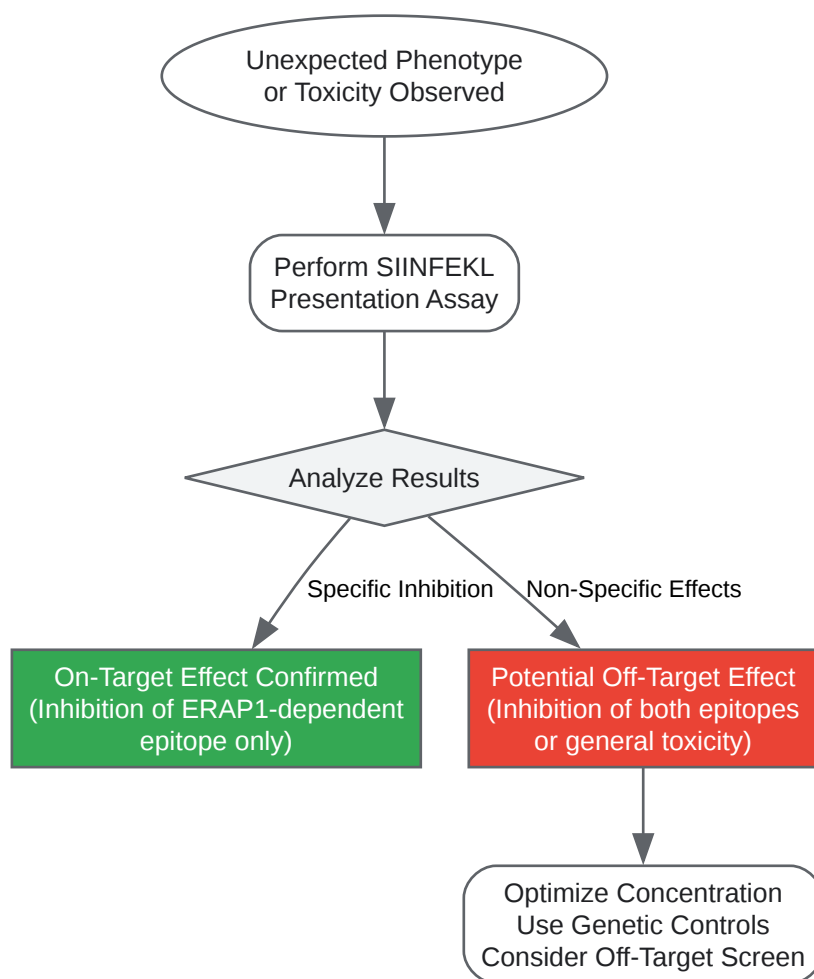 Unexpected Phenotype
or Toxicity Observed
Perform SIINFEKL
Presentation Assay
Analyze Results
Specific Inhibition
Non-Specific Effects
On-Target Effect Confirmed
(Inhibition of ERAP1-dependent
epitope only)
Potential Off-Target Effect
(Inhibition of both epitopes
or general toxicity)
Optimize Concentration
Use Genetic Controls
Consider Off-Target Screen